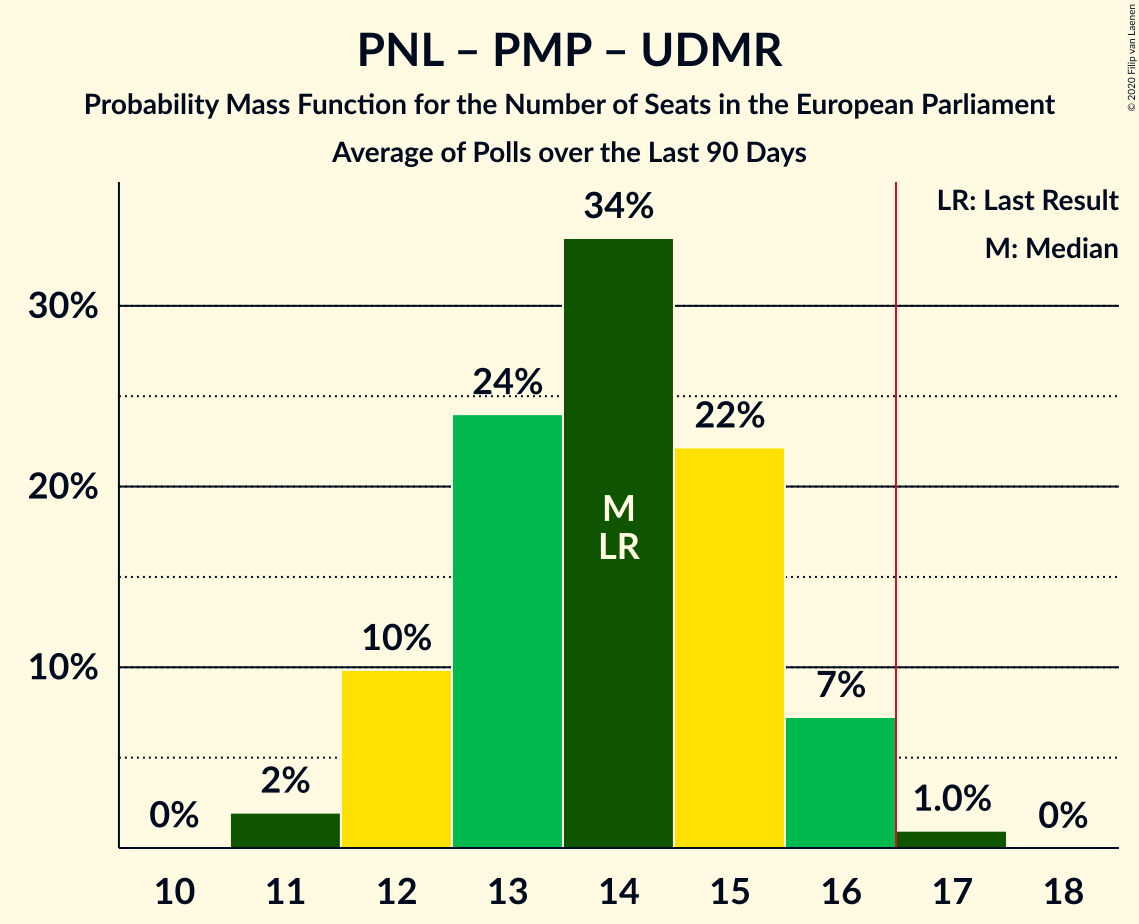 PNL – PMP – UDMR
Probability Mass Function for the Number of Seats in the European Parliament
Average of Polls over the Last 90 Days
© 2020 Filip van Laenen
LR: Last Result
M: Median
34%
30%
24%
22%
20%
M
LR
10%
10%
7%
2%
1.0%
0%
0%
10 11 12 13 14 15 16 17 18